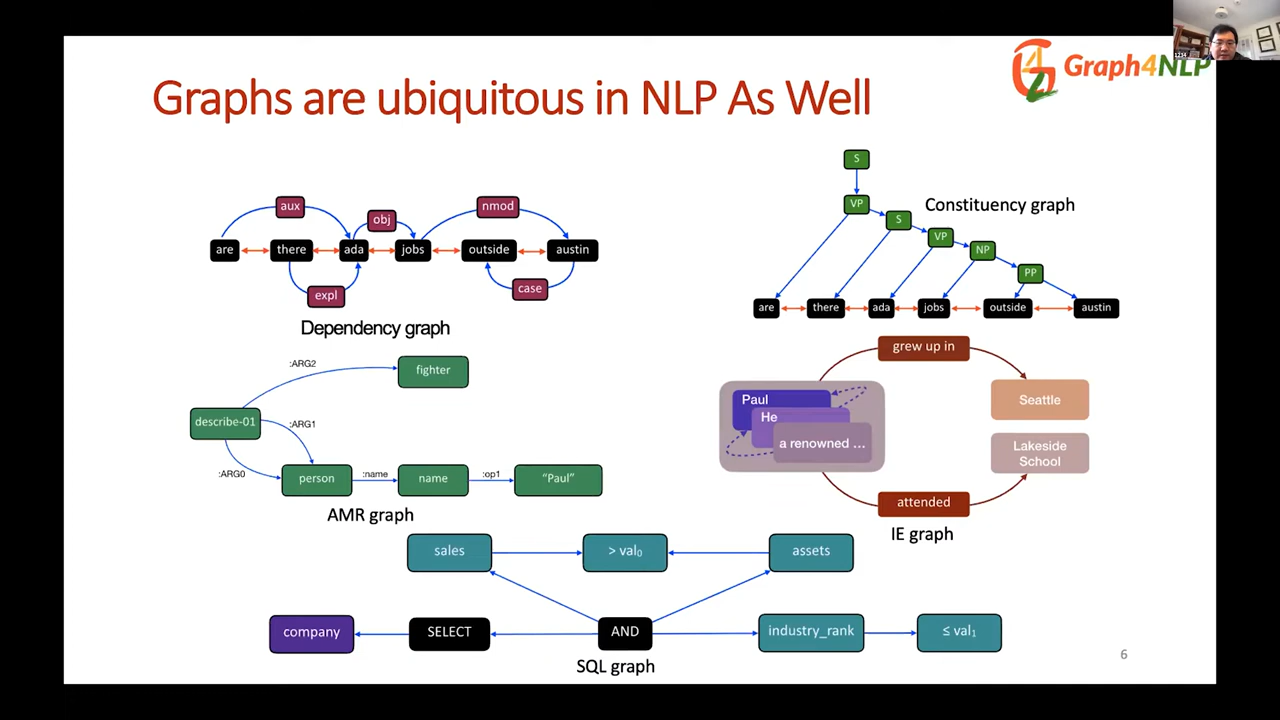 1234
Graph4NLP
Graphs are ubiquitous in NLP As Well
aux
obj
nmod
are
there
ada
jobs
outside
austin
expl
case
Dependency graph
S
VP
S
VP
NP
PP
Constituency graph
are
there
ada
jobs
outside
austin
:ARG2
fighter
describe-01
:ARG1
:ARG0
person
:name
name
:op1
“Paul”
AMR graph
grew up in
Paul
He
a renowned ...
Seattle
Lakeside
School
attended
IE graph
sales
> val₀
assets
company
SELECT
AND
industry_rank
≤ val₁
SQL graph
6